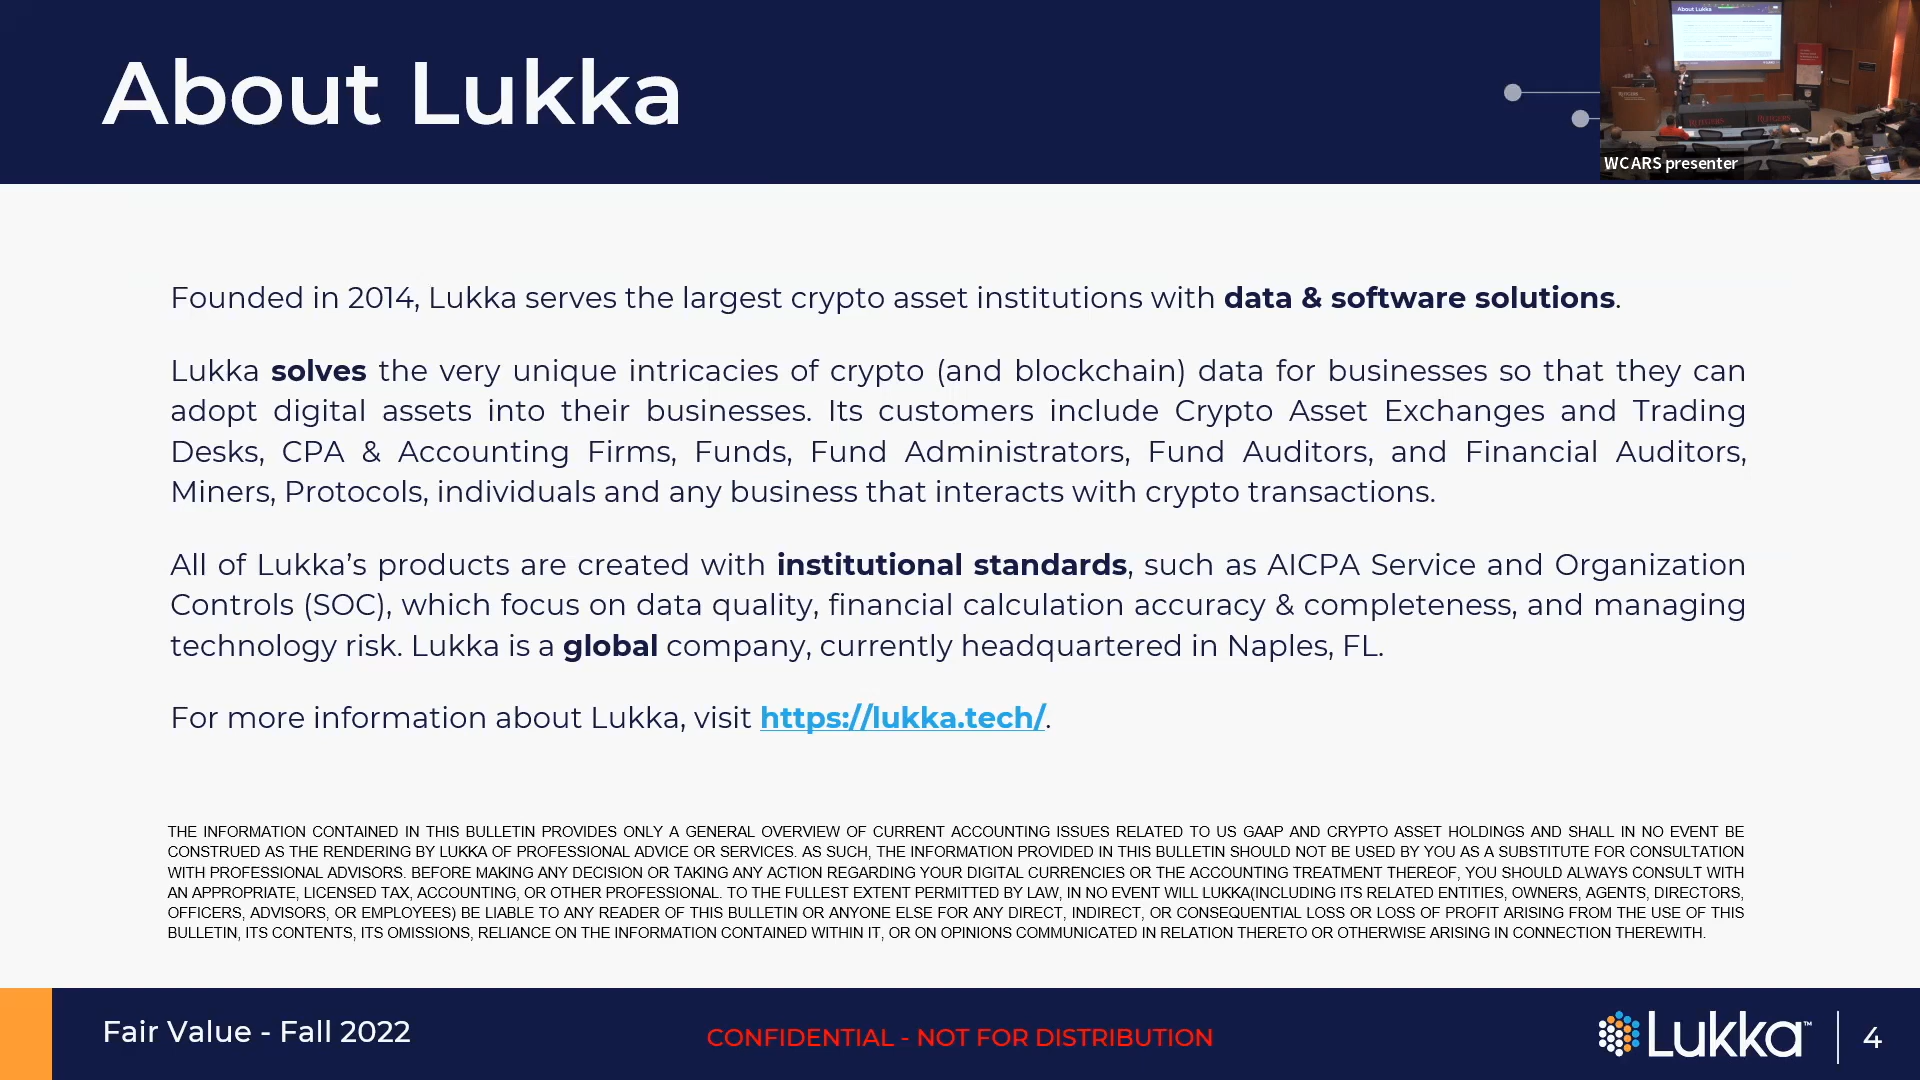 About Lukka
About Lukka
WCARS presenter
Founded in 2014, Lukka serves the largest crypto asset institutions with data & software solutions.
Lukka solves the very unique intricacies of crypto (and blockchain) data for businesses so that they can
adopt digital assets into their businesses. Its customers include Crypto Asset Exchanges and Trading
Desks, CPA & Accounting Firms, Funds, Fund Administrators, Fund Auditors, and Financial Auditors,
Miners, Protocols, individuals and any business that interacts with crypto transactions.
All of Lukka’s products are created with institutional standards, such as AICPA Service and Organization
Controls (SOC), which focus on data quality, financial calculation accuracy & completeness, and managing
technology risk. Lukka is a global company, currently headquartered in Naples, FL.
For more information about Lukka, visit https://lukka.tech/.
THE INFORMATION CONTAINED IN THIS BULLETIN PROVIDES ONLY A GENERAL OVERVIEW OF CURRENT ACCOUNTING ISSUES RELATED TO US GAAP AND CRYPTO ASSET HOLDINGS AND SHALL IN NO EVENT BE
CONSTRUED AS THE RENDERING BY LUKKA OF PROFESSIONAL ADVICE OR SERVICES. AS SUCH, THE INFORMATION PROVIDED IN THIS BULLETIN SHOULD NOT BE USED BY YOU AS A SUBSTITUTE FOR CONSULTATION
WITH PROFESSIONAL ADVISORS. BEFORE MAKING ANY DECISION OR TAKING ANY ACTION REGARDING YOUR DIGITAL CURRENCIES OR THE ACCOUNTING TREATMENT THEREOF, YOU SHOULD ALWAYS CONSULT WITH
AN APPROPRIATE, LICENSED TAX, ACCOUNTING, OR OTHER PROFESSIONAL. TO THE FULLEST EXTENT PERMITTED BY LAW, IN NO EVENT WILL LUKKA(INCLUDING ITS RELATED ENTITIES, OWNERS, AGENTS, DIRECTORS,
OFFICERS, ADVISORS, OR EMPLOYEES) BE LIABLE TO ANY READER OF THIS BULLETIN OR ANYONE ELSE FOR ANY DIRECT, INDIRECT, OR CONSEQUENTIAL LOSS OR LOSS OF PROFIT ARISING FROM THE USE OF THIS
BULLETIN, ITS CONTENTS, ITS OMISSIONS, RELIANCE ON THE INFORMATION CONTAINED WITHIN IT, OR ON OPINIONS COMMUNICATED IN RELATION THERETO OR OTHERWISE ARISING IN CONNECTION THEREWITH.
Fair Value - Fall 2022
CONFIDENTIAL - NOT FOR DISTRIBUTION
Lukka™
4